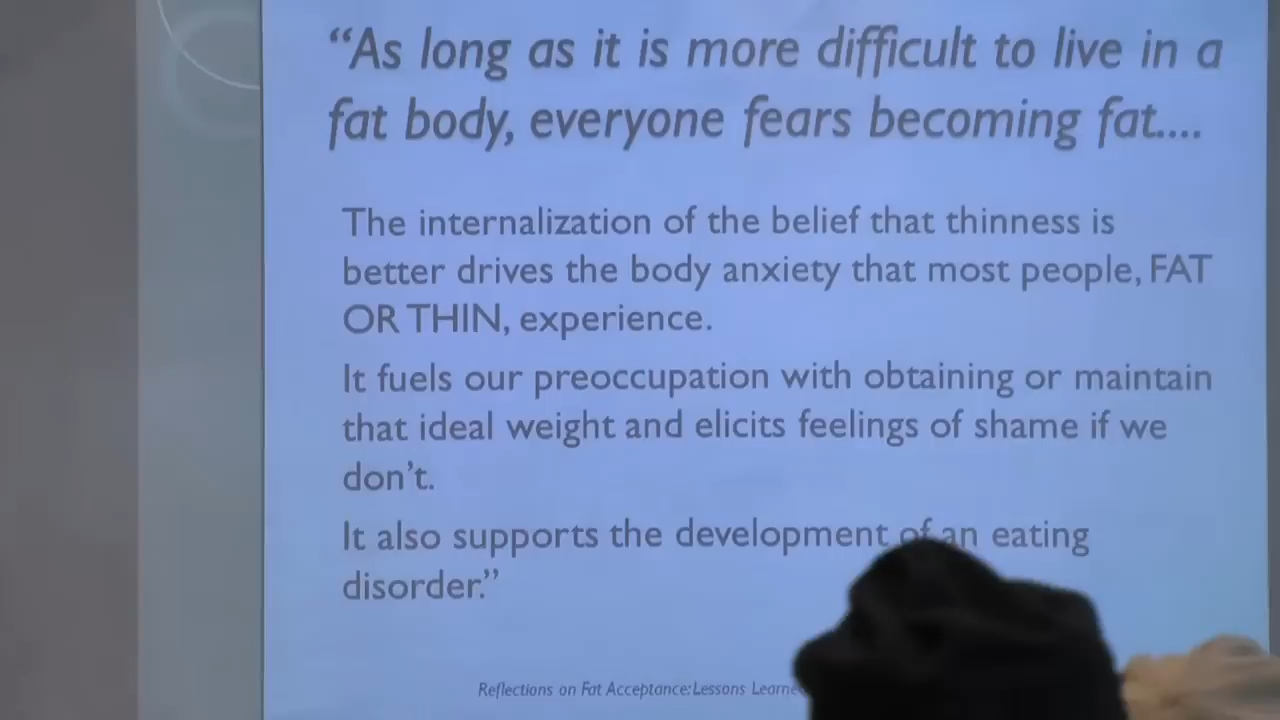 “As long as it is more difficult to live in a
fat body, everyone fears becoming fat....
The internalization of the belief that thinness is
better drives the body anxiety that most people, FAT
OR THIN, experience.
It fuels our preoccupation with obtaining or maintain
that ideal weight and elicits feelings of shame if we
don’t.
It also supports the development of an eating
disorder.”
Reflections on Fat Acceptance: Lessons